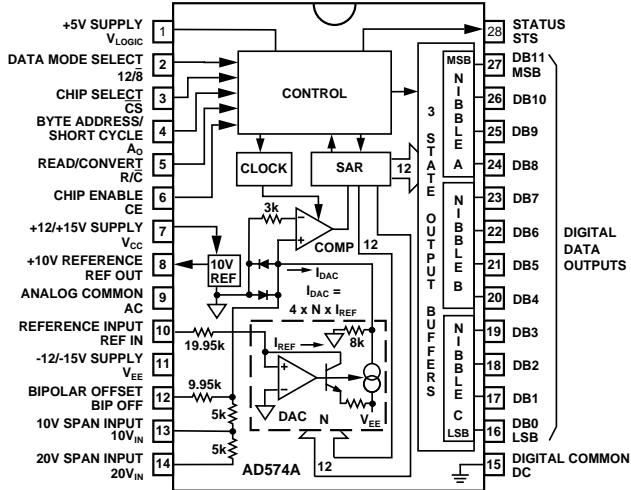 +5V SUPPLY
VLOGIC
1
DATA MODE SELECT
12/8̅
2
CHIP SELECT
C̅S̅
3
BYTE ADDRESS/
SHORT CYCLE
AO
4
READ/CONVERT
R/C̅
5
CHIP ENABLE
CE
6
+12/+15V SUPPLY
VCC
7
+10V REFERENCE
REF OUT
8
ANALOG COMMON
AC
9
REFERENCE INPUT
REF IN
10
-12/-15V SUPPLY
VEE
11
BIPOLAR OFFSET
BIP OFF
12
10V SPAN INPUT
10VIN
13
20V SPAN INPUT
20VIN
14
CONTROL
CLOCK
SAR
12
3k
COMP
12
10V
REF
IDAC
IDAC =
4 x N x IREF
19.95k
IREF
8k
9.95k
5k
5k
DAC
N
VEE
12
AD574A
3 STATE OUTPUT BUFFERS
MSB
NIBBLE A
NIBBLE B
NIBBLE C
LSB
28
STATUS
STS
27
DB11
MSB
26
DB10
25
DB9
24
DB8
23
DB7
22
DB6
21
DB5
20
DB4
19
DB3
18
DB2
17
DB1
16
DB0
LSB
15
DIGITAL COMMON
DC
DIGITAL
DATA
OUTPUTS